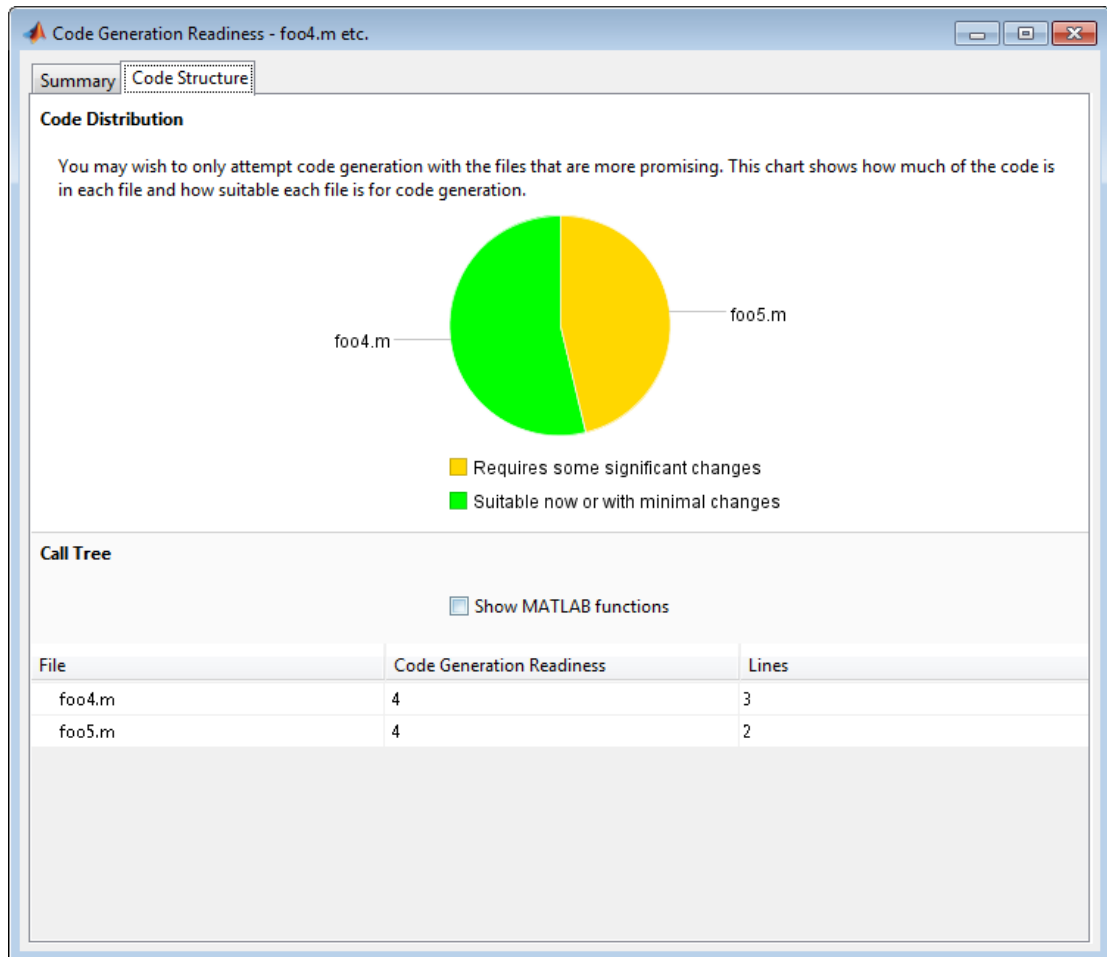 Code Generation Readiness - foo4.m etc.
Summary
Code Structure
Code Distribution
You may wish to only attempt code generation with the files that are more promising. This chart shows how much of the code is
in each file and how suitable each file is for code generation.
foo5.m
foo4.m
Requires some significant changes
Suitable now or with minimal changes
Call Tree
Show MATLAB functions
File Code Generation Readiness Lines
foo4.m 4 3
foo5.m 4 2